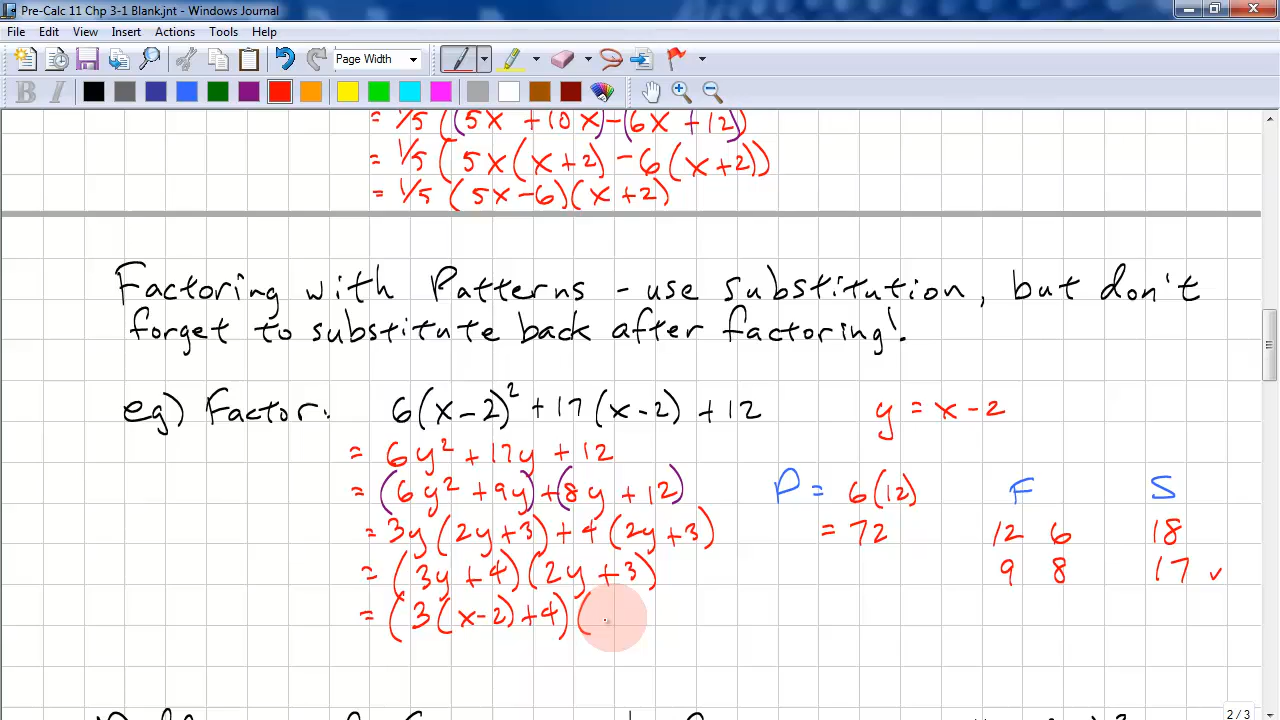 Pre-Calc 11 Chp 3-1 Blank.jnt - Windows Journal
File Edit View Insert Actions Tools Help
Page Width
B I
= 1/5 ((5x +10x)-(6x +12))
= 1/5 (5x(x+2) -6(x+2))
= 1/5 (5x-6)(x+2)
Factoring with Patterns - use substitution, but don't
forget to substitute back after factoring!
eg) Factor: 6(x-2)² +17(x-2) +12 y = x-2
= 6y² +17y +12
= (6y² +9y)+(8y +12) P = 6(12) F S
= 3y(2y+3) +4(2y+3) = 72 12 6 18
= (3y+4)(2y+3) 9 8 17 ✓
= (3(x-2)+4)(
2/3